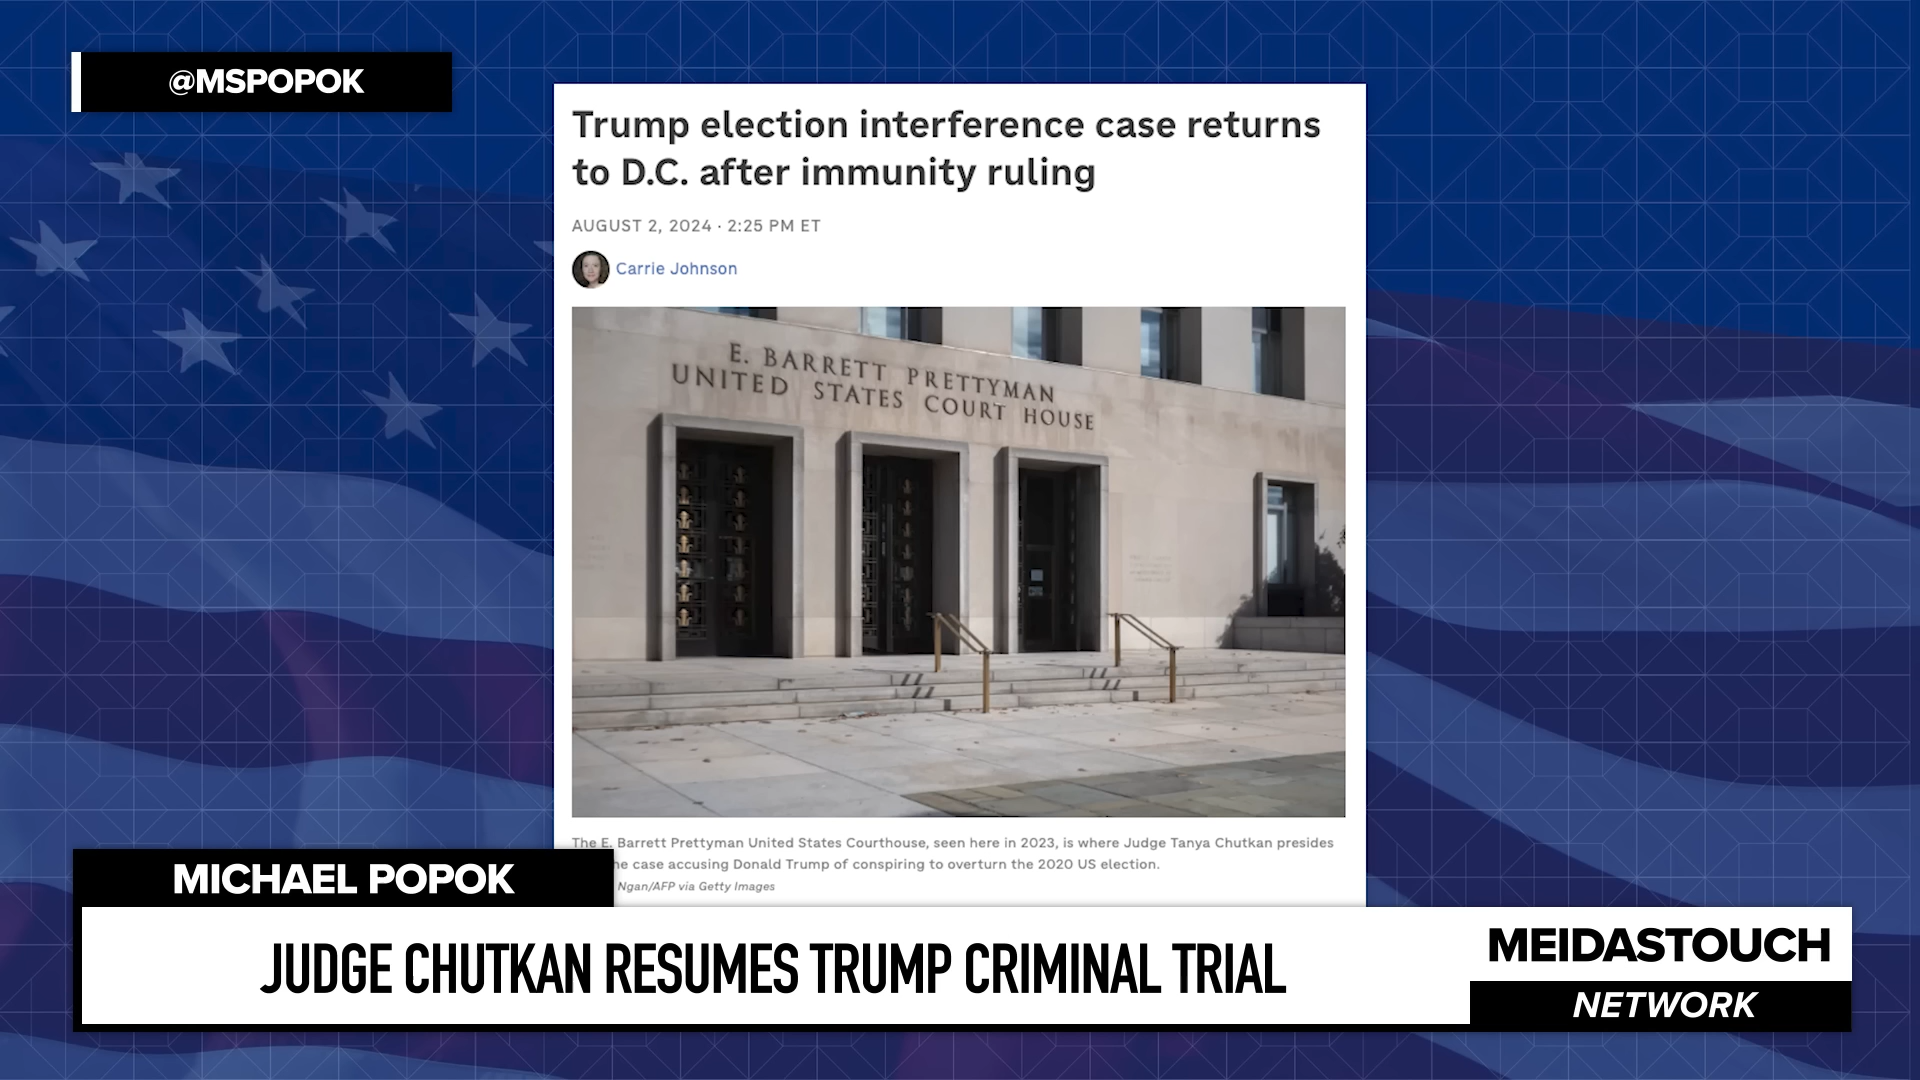 @MSPOPOK
Trump election interference case returns
to D.C. after immunity ruling
AUGUST 2, 2024 · 2:25 PM ET
Carrie Johnson
E. BARRETT PRETTYMAN
UNITED STATES COURT HOUSE
The E. Barrett Prettyman United States Courthouse, seen here in 2023, is where Judge Tanya Chutkan presides
case accusing Donald Trump of conspiring to overturn the 2020 US election.
Ngan/AFP via Getty Images
MICHAEL POPOK
JUDGE CHUTKAN RESUMES TRUMP CRIMINAL TRIAL
MEIDASTOUCH
NETWORK